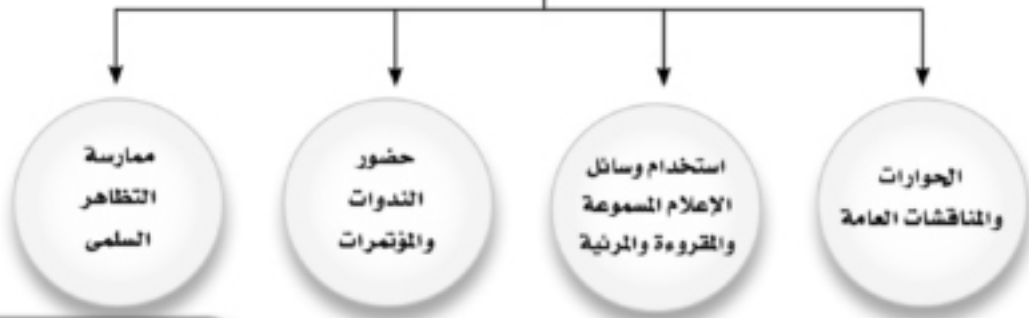 الحوارات
والمناقشات العامة
استخدام وسائل
الإعلام المسموعة
والمقروءة والمرئية
حضور
الندوات
والمؤتمرات
ممارسة
التظاهر
السلمى